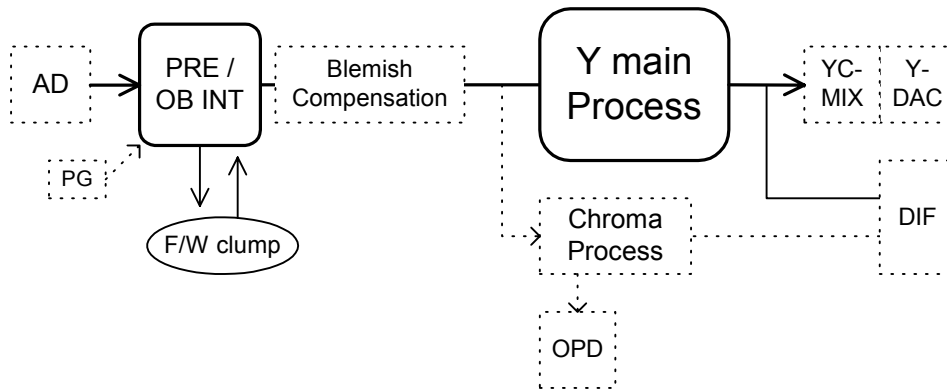 AD
PRE /
OB INT
Blemish
Compensation
Y main
Process
YC-
MIX
Y-
DAC
PG
F/W clump
Chroma
Process
DIF
OPD